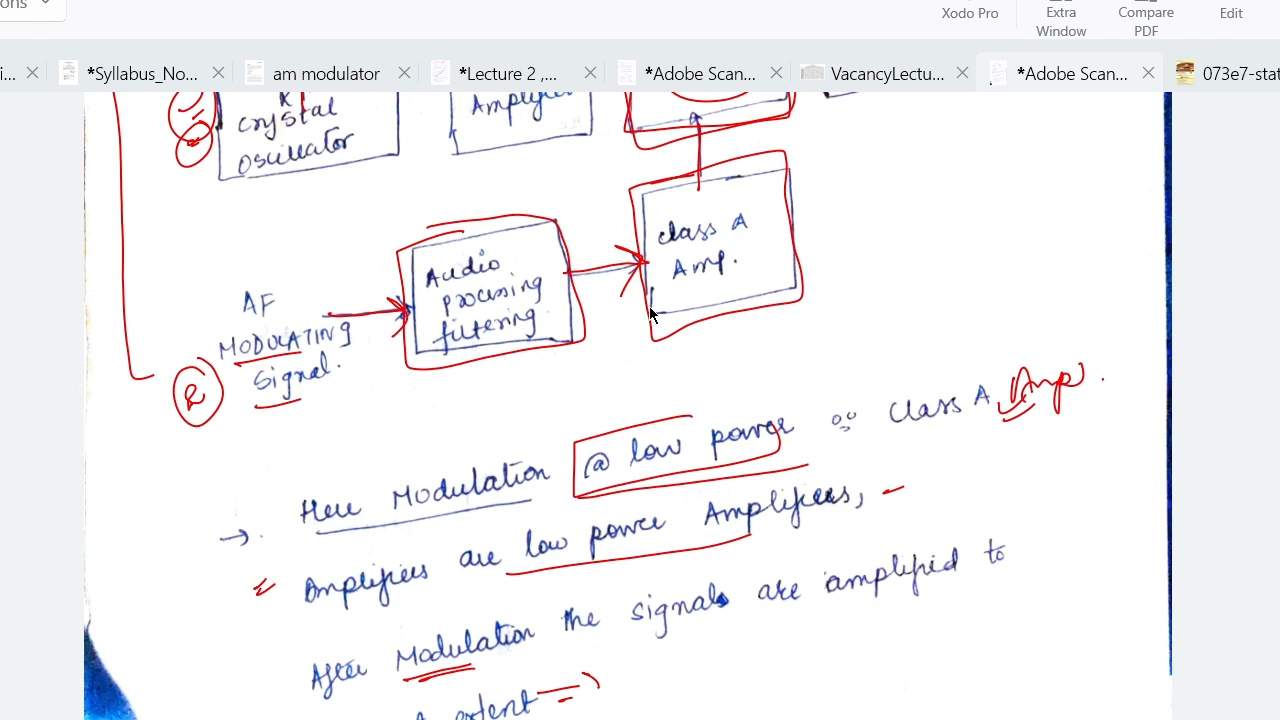 ons
Xodo Pro
Extra Window
Compare PDF
Edit
i...
*Syllabus_No...
am modulator
*Lecture 2 ,...
*Adobe Scan...
VacancyLectu...
*Adobe Scan...
073e7-stat
crystal
oscillator
Amplifier
class A
Amp.
Audio
processing
filtering
AF
MODULATING
Signal.
2
→. Here Modulation @ low power ∵ class A Amp.
Amplifiers are low power Amplifiers,
After Modulation the signals are amplified to
extent